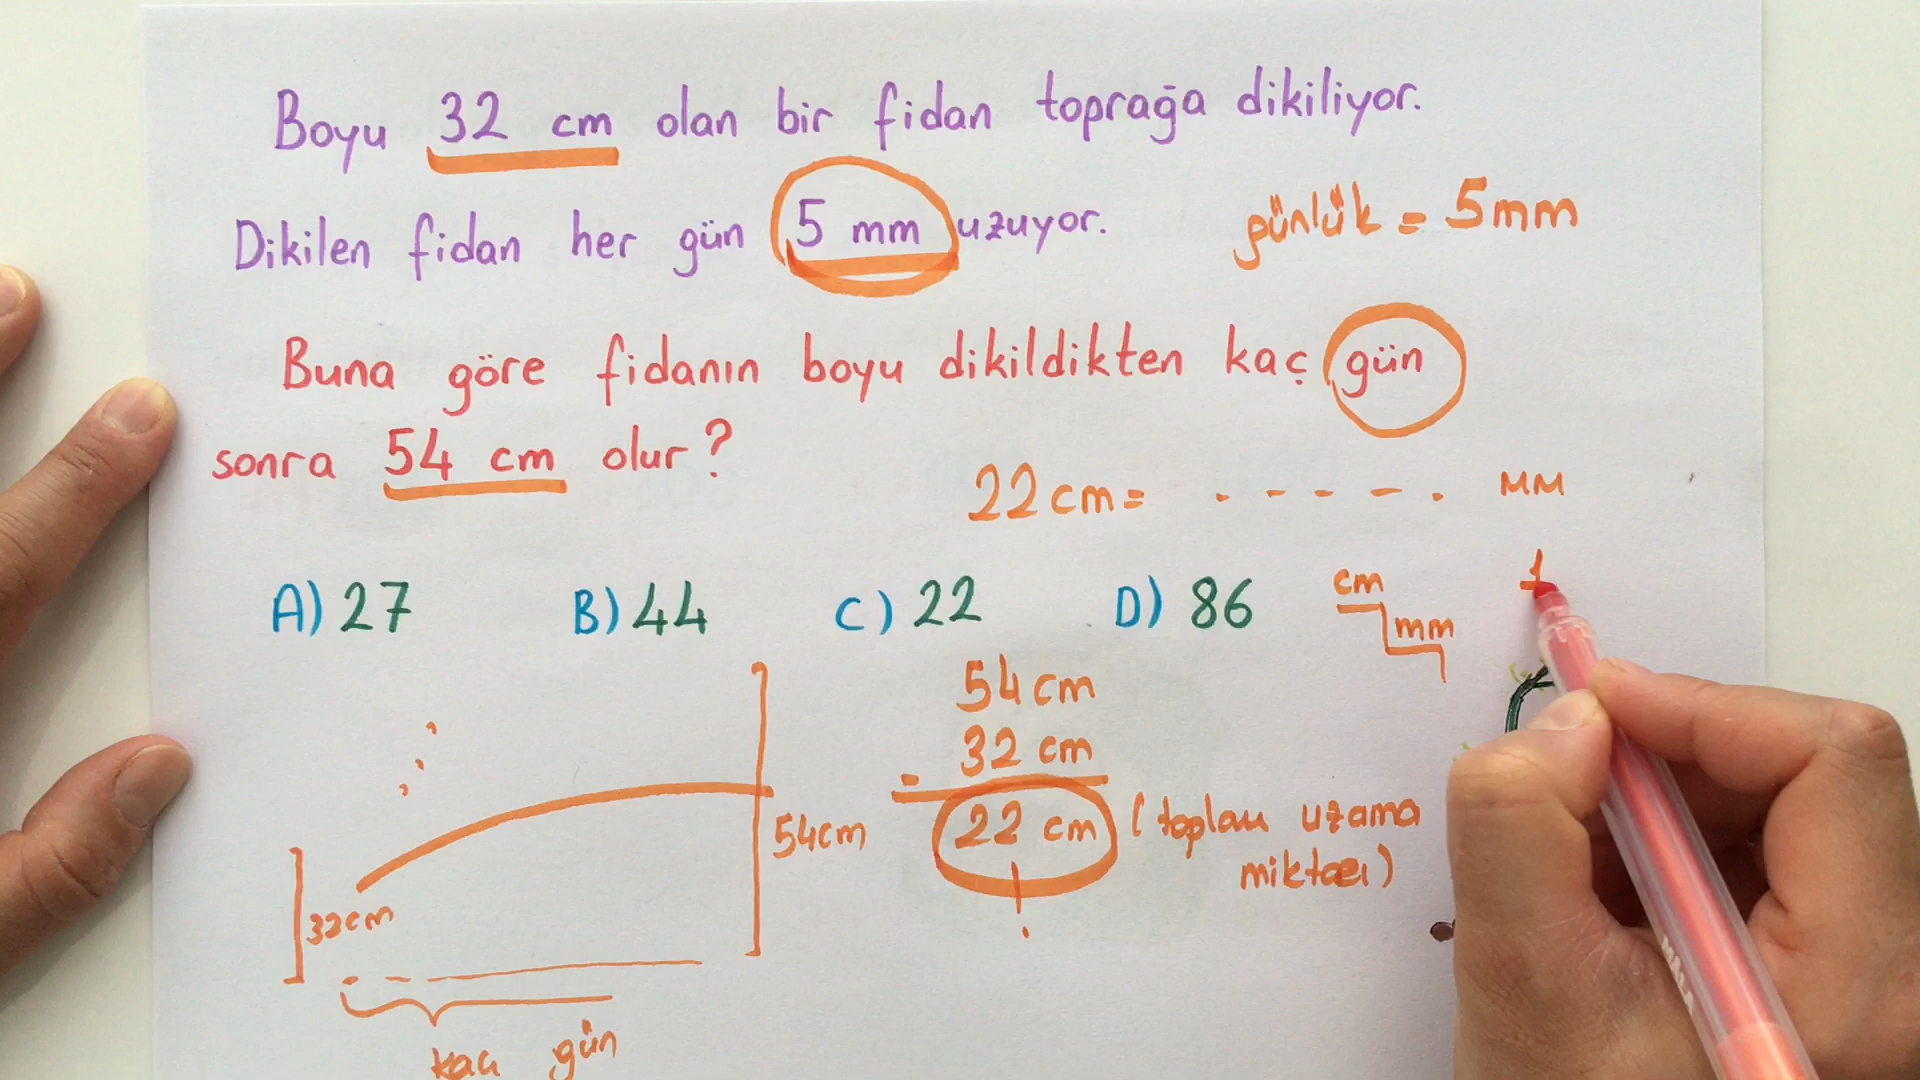 Boyu 32 cm olan bir fidan toprağa dikiliyor.
Dikilen fidan her gün 5 mm uzuyor.
günlük = 5mm
Buna göre fidanın boyu dikildikten kaç gün
sonra 54 cm olur?
22cm = . - - - . MM
A) 27 B) 44 C) 22 D) 86
cm
mm
1
54 cm
- 32 cm
22 cm (toplam uzama
miktarı)
32cm
54cm
kaç gün